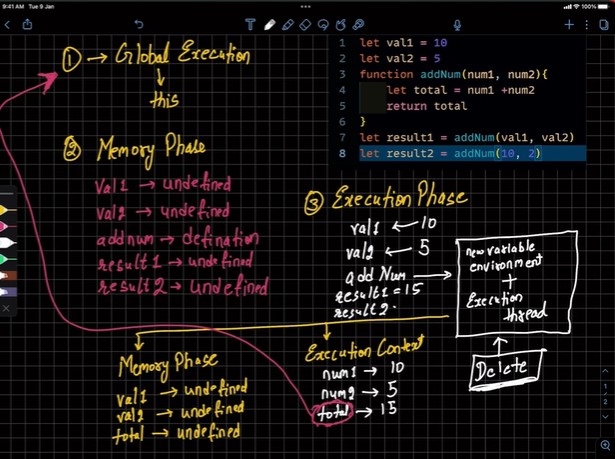 9:41 AM Tue 9 Jan
100%
① → Global Execution
↓
this
② Memory Phase
val1 → undefined
val2 → undefined
addnum → defination
result1 → undefined
result2 → undefined
1 let val1 = 10
2 let val2 = 5
3 function addNum(num1, num2){
4 let total = num1 +num2
5 return total
6 }
7 let result1 = addNum(val1, val2)
8 let result2 = addNum(10, 2)
③ Execution Phase
val1 ← 10
val2 ← 5
add Num →
result1 = 15
result2 -
new variable
environment
+
Execution
thread
Delete
Memory Phase
val1 → undefined
val2 → undefined
total → undefined
Execution Context
num1 → 10
num2 → 5
total → 15
1
2